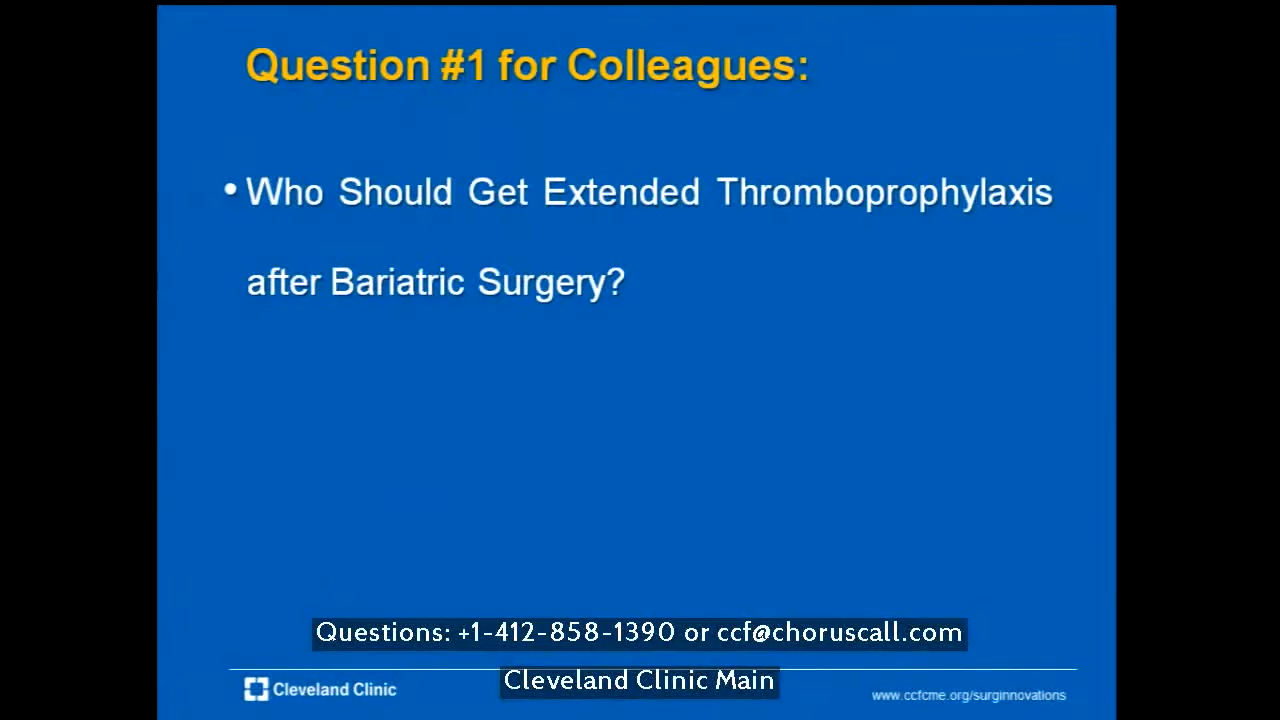 Question #1 for Colleagues:
• Who Should Get Extended Thromboprophylaxis
after Bariatric Surgery?
Questions: +1-412-858-1390 or ccf@choruscall.com
Cleveland Clinic
Cleveland Clinic Main
www.ccfcme.org/surginnovations